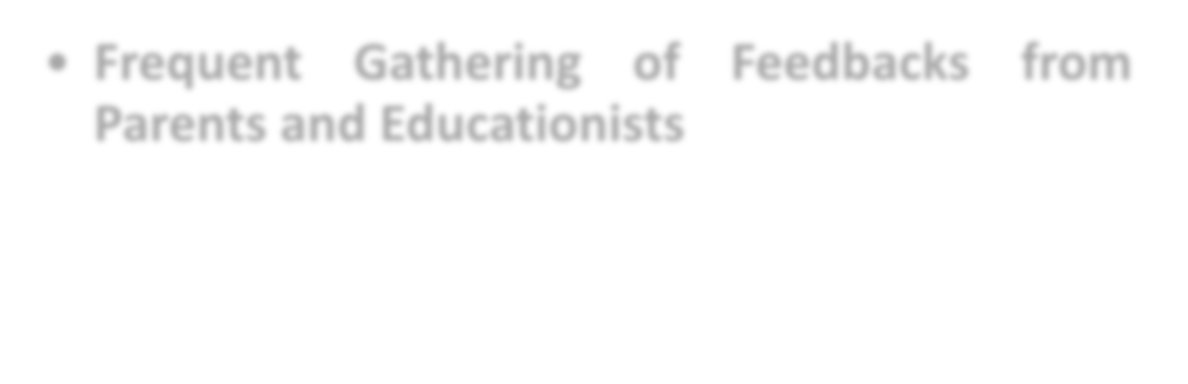 • Frequent Gathering of Feedbacks from
Parents and Educationists